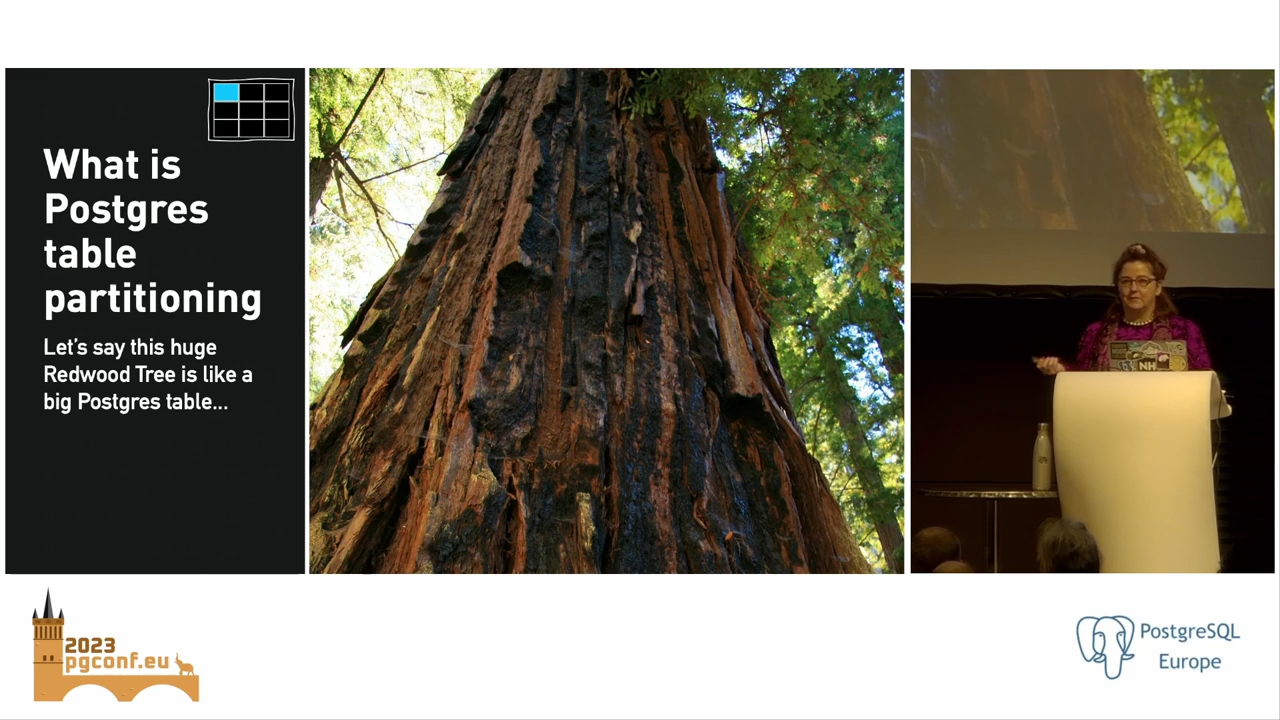 What is
Postgres
table
partitioning
Let's say this huge
Redwood Tree is like a
big Postgres table...
NH
2023
pgconf.eu
PostgreSQL
Europe